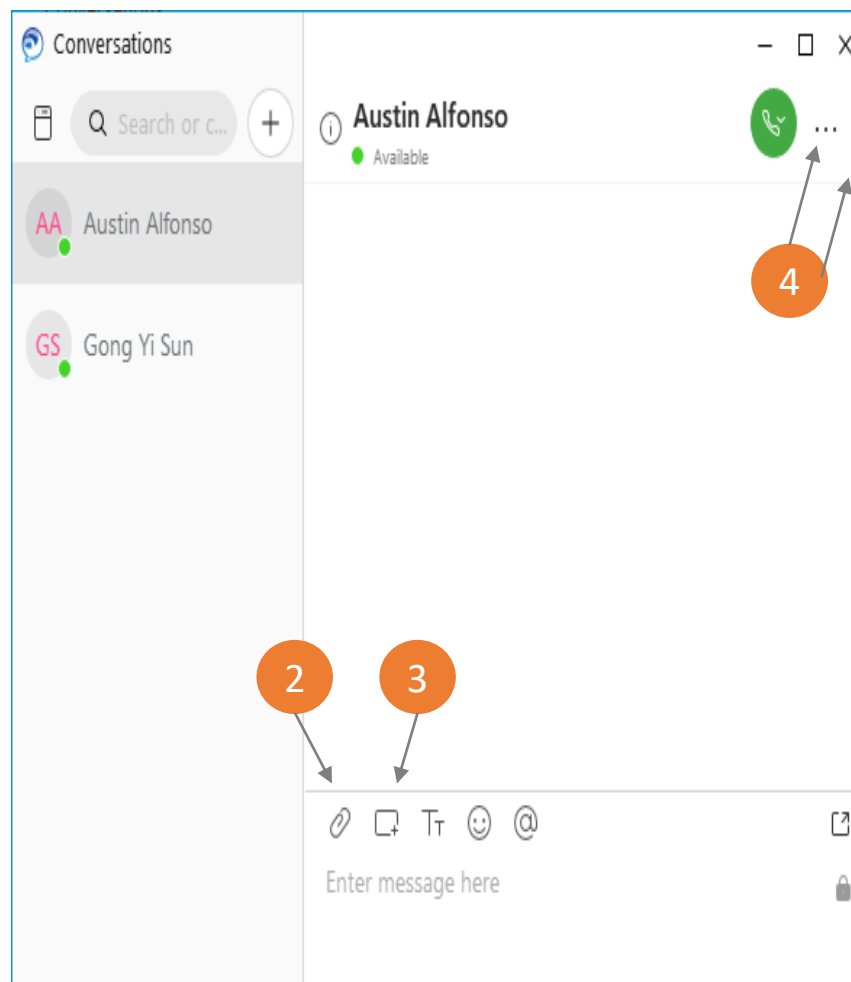 Conversations
Search or c...
Austin Alfonso
Available
...
4
AA Austin Alfonso
GS Gong Yi Sun
2 3
TT @
Enter message here